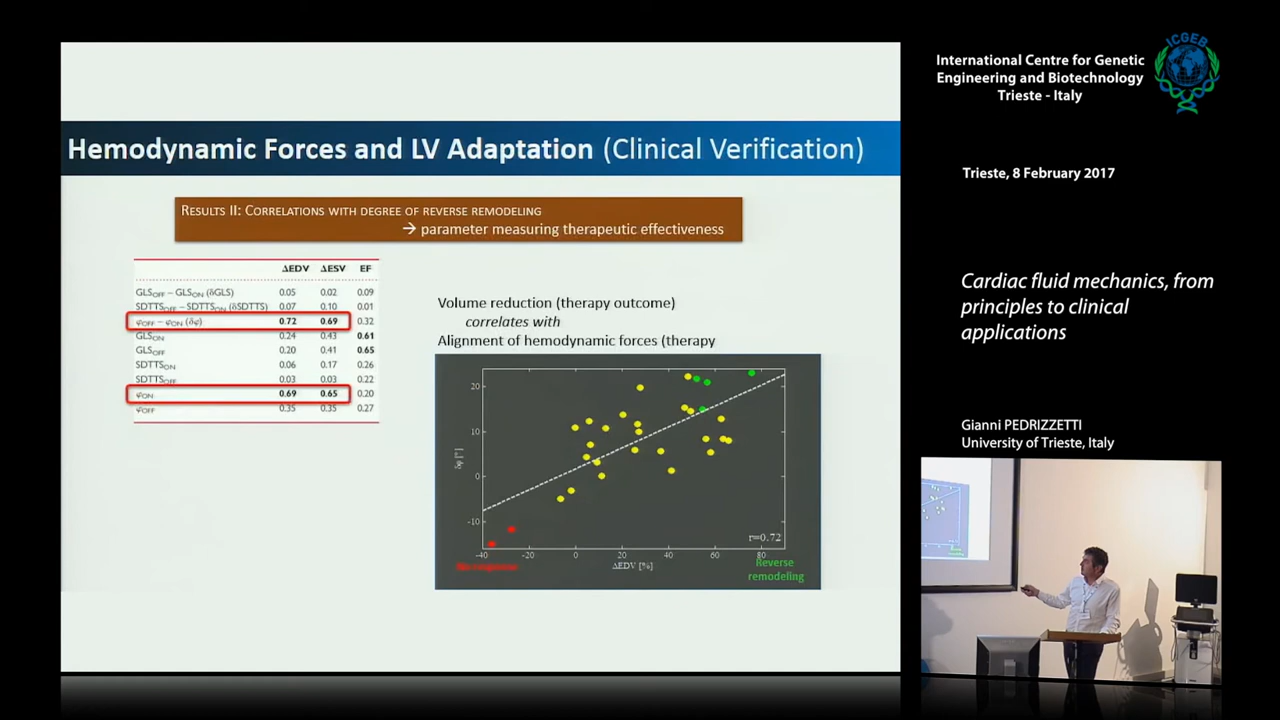 International Centre for Genetic
Engineering and Biotechnology
Trieste - Italy
ICGEB
Trieste, 8 February 2017
Cardiac fluid mechanics, from
principles to clinical
applications
Gianni PEDRIZZETTI
University of Trieste, Italy
Hemodynamic Forces and LV Adaptation (Clinical Verification)
RESULTS II: CORRELATIONS WITH DEGREE OF REVERSE REMODELING
→ parameter measuring therapeutic effectiveness
ΔEDV ΔESV EF
GLSOFF – GLSON (δGLS) 0.05 0.02 0.09
SDTTSOFF – SDTTSON (δSDTTS) 0.07 0.10 0.01
φOFF – φON (δφ) 0.72 0.69 0.32
GLSON 0.24 0.43 0.61
GLSOFF 0.20 0.41 0.65
SDTTSON 0.06 0.17 0.26
SDTTSOFF 0.03 0.03 0.22
φON 0.69 0.65 0.20
φOFF 0.35 0.35 0.27
Volume reduction (therapy outcome)
correlates with
Alignment of hemodynamic forces (therapy
20
10
0
-10
δφ [°]
r=0.72
-40 -20 0 20 40 60 80
ΔEDV [%]
Reverse
remodeling